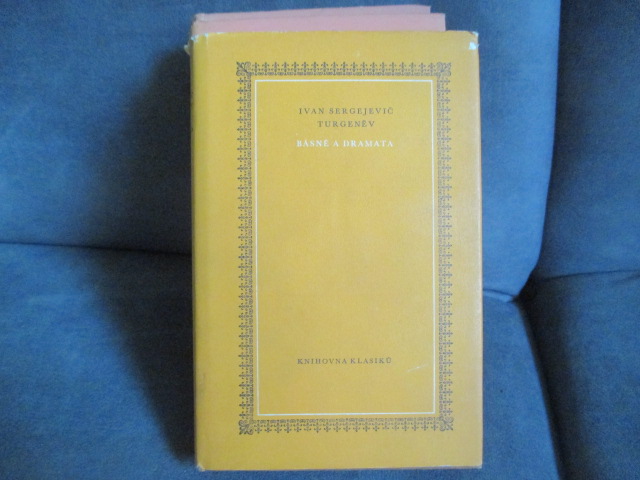 IVAN SERGEJEVIČ
TURGENĚV
BÁSNĚ A DRAMATA
KNIHOVNA KLASIKŮ